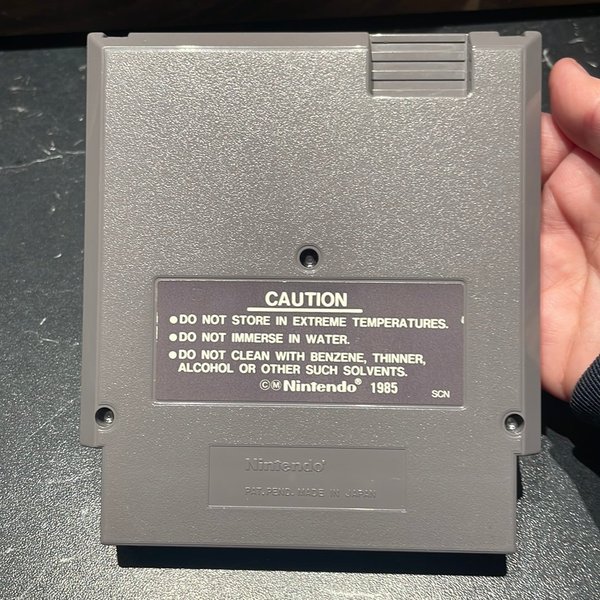 CAUTION
●DO NOT STORE IN EXTREME TEMPERATURES.
●DO NOT IMMERSE IN WATER.
●DO NOT CLEAN WITH BENZENE, THINNER,
ALCOHOL OR OTHER SUCH SOLVENTS.
©Ⓜ Nintendo® 1985
SCN
Nintendo®
PAT.PEND. MADE IN JAPAN